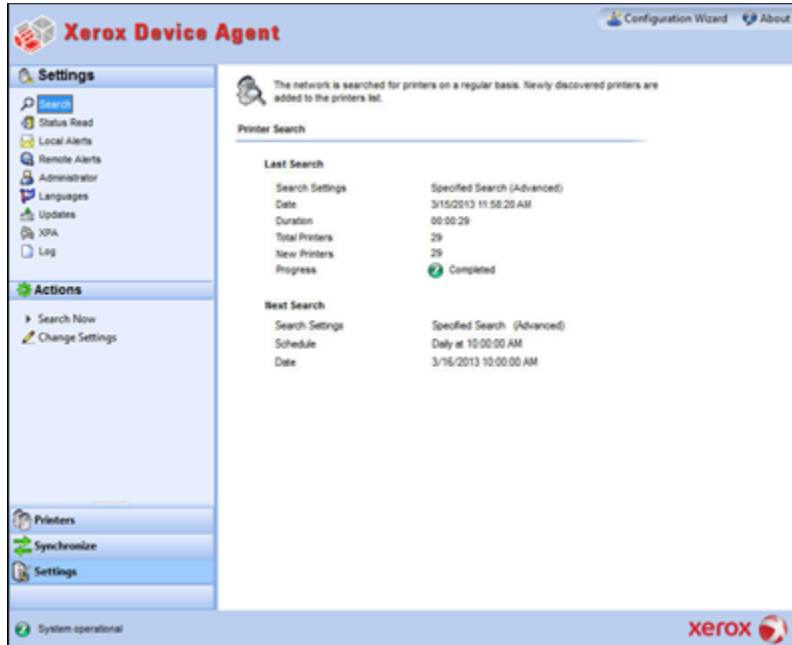 Xerox Device Agent
Configuration Wizard About
Settings
Search
Status Read
Local Alerts
Remote Alerts
Administrator
Languages
Updates
XPA
Log
Actions
Search Now
Change Settings
Printers
Synchronize
Settings
The network is searched for printers on a regular basis. Newly discovered printers are
added to the printers list.
Printer Search
Last Search
Search Settings Specified Search (Advanced)
Date 3/15/2013 11:58:20 AM
Duration 00:00:29
Total Printers 29
New Printers 29
Progress Completed
Next Search
Search Settings Specified Search (Advanced)
Schedule Daily at 10:00:00 AM
Date 3/16/2013 10:00:00 AM
System operational
xerox